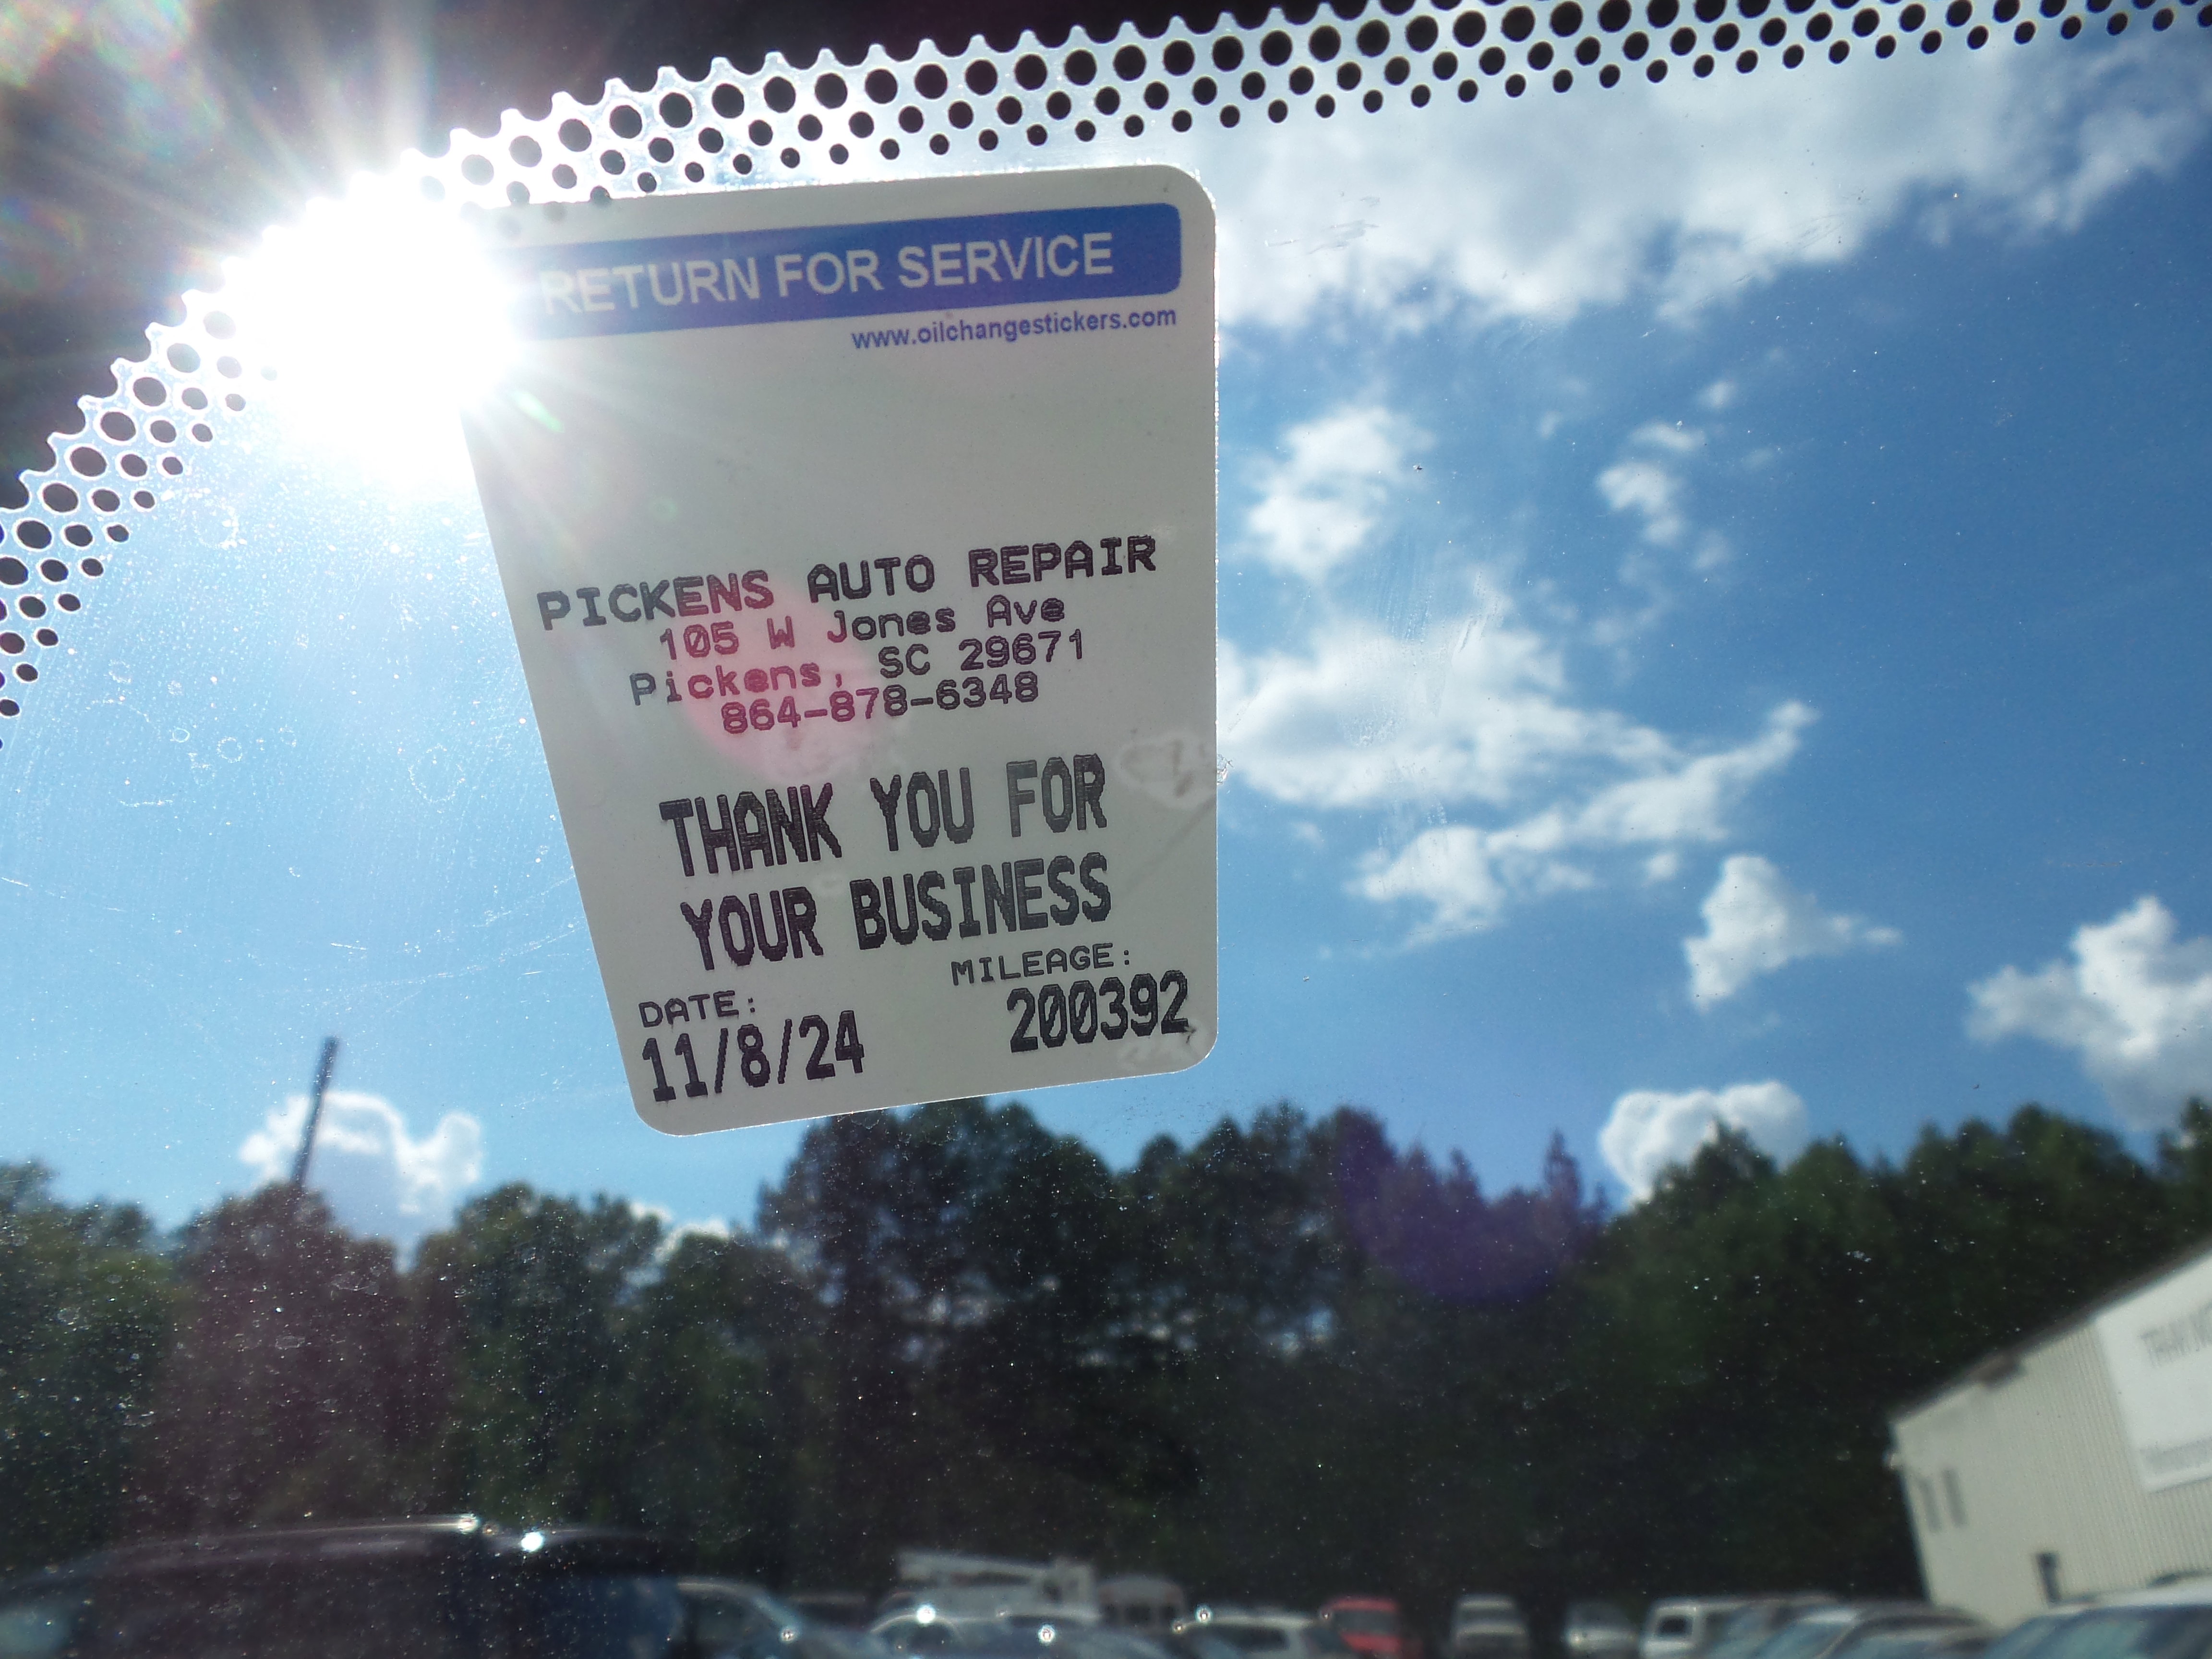 RETURN FOR SERVICE
www.oilchangestickers.com
PICKENS AUTO REPAIR
105 W Jones Ave
Pickens, SC 29671
864-878-6348
THANK YOU FOR
YOUR BUSINESS
MILEAGE:
200392
DATE:
11/8/24